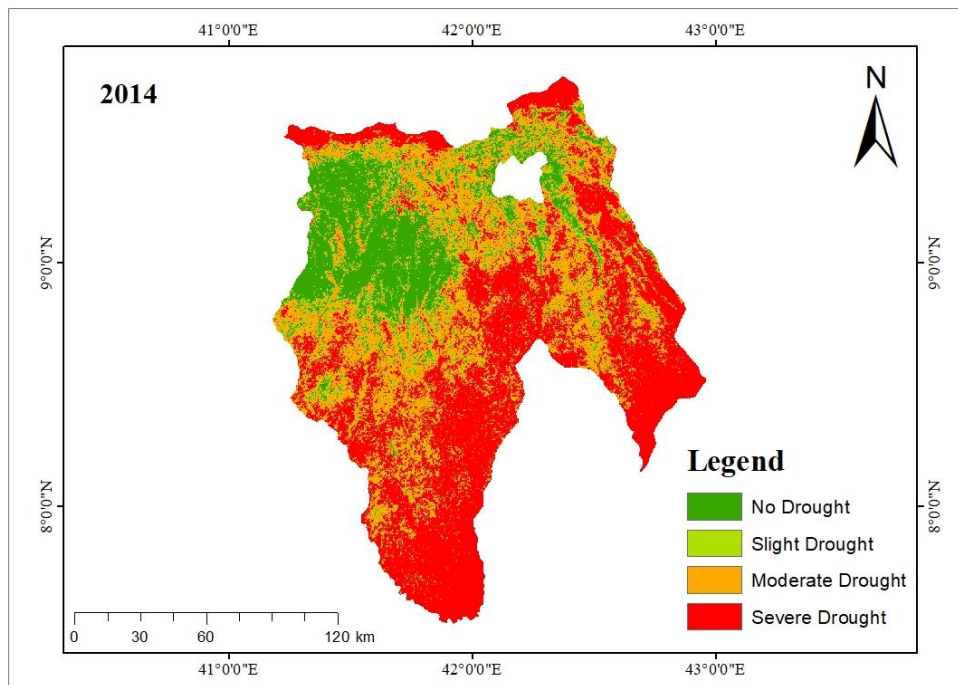 41°0'0"E 42°0'0"E 43°0'0"E
2014
N
9°0'0"N 9°0'0"N
8°0'0"N 8°0'0"N
Legend
No Drought
Slight Drought
Moderate Drought
Severe Drought
0 30 60 120 km
41°0'0"E 42°0'0"E 43°0'0"E